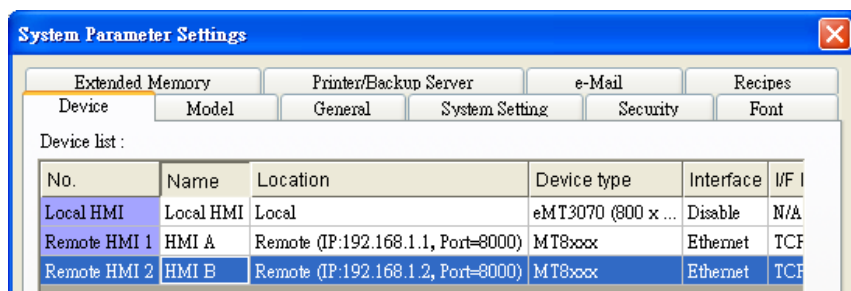 System Parameter Settings
Extended Memory Printer/Backup Server e-Mail Recipes
Device Model General System Setting Security Font
Device list :
No. Name Location Device type Interface I/F
Local HMI Local HMI Local eMT3070 (800 x ... Disable N/A
Remote HMI 1 HMI A Remote (IP:192.168.1.1, Port=8000) MT8xxx Ethernet
Remote HMI 2 HMI B Remote (IP:192.168.1.2, Port=8000) MT8xxx Ethernet